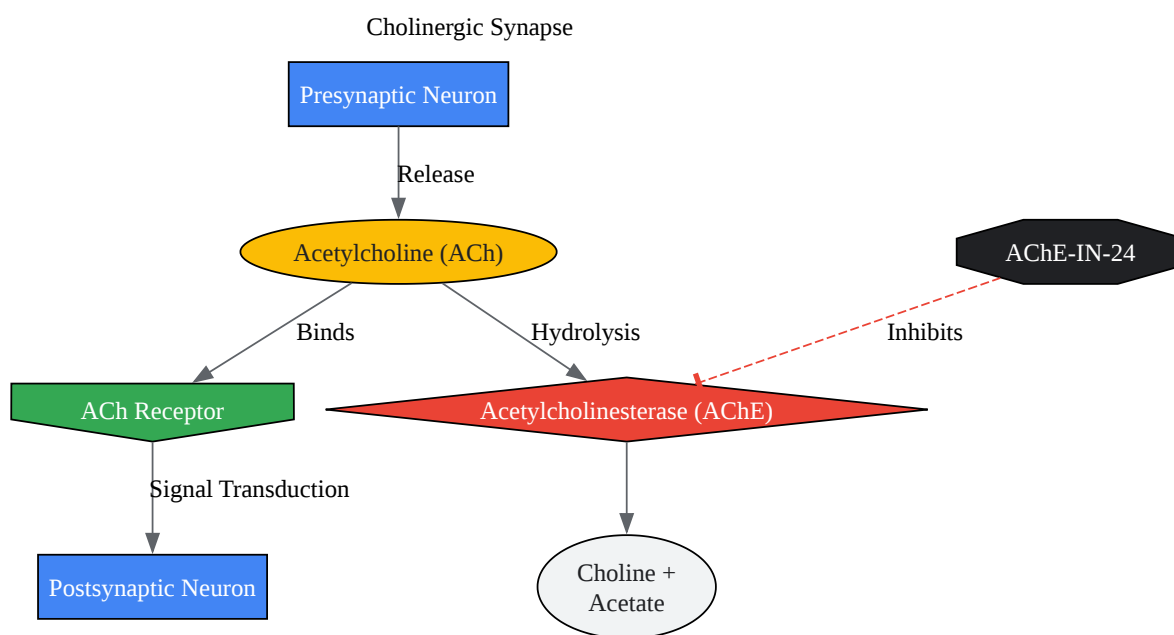 Cholinergic Synapse
Presynaptic Neuron
Release
Acetylcholine (ACh)
AChE-IN-24
Binds
Hydrolysis
Inhibits
ACh Receptor
Acetylcholinesterase (AChE)
Signal Transduction
Postsynaptic Neuron
Choline +
Acetate